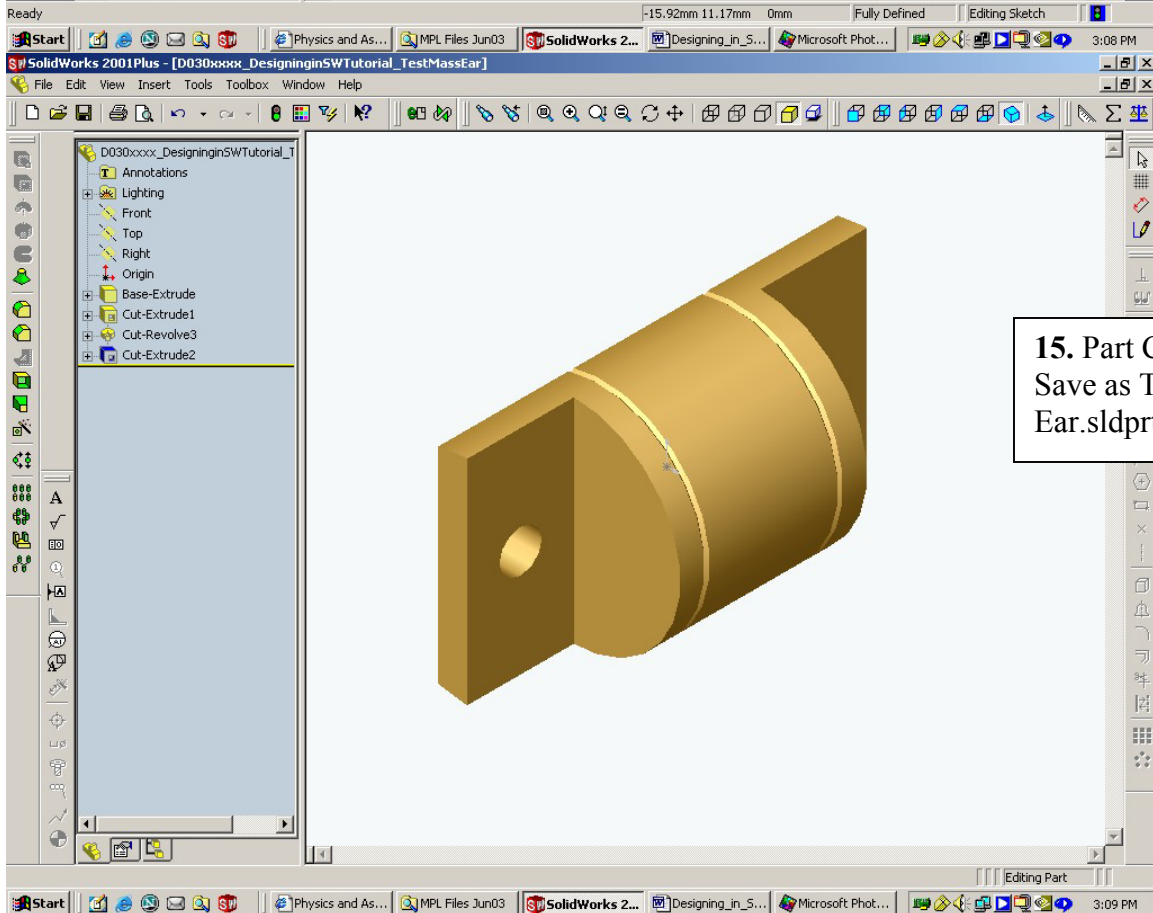 Ready -15.92mm 11.17mm 0mm Fully Defined Editing Sketch
Start Physics and As... MPL Files Jun03 SolidWorks 2... Designing_in_S... Microsoft Phot... 3:08 PM
SolidWorks 2001Plus - [D030xxxx_DesigninginSWTutorial_TestMassEar]
File Edit View Insert Tools Toolbox Window Help
D030xxxx_DesigninginSWTutorial_T
Annotations
Lighting
Front
Top
Right
Origin
Base-Extrude
Cut-Extrude1
Cut-Revolve3
Cut-Extrude2
15. Part C
Save as T
Ear.sldpr
Editing Part
Start Physics and As... MPL Files Jun03 SolidWorks 2... Designing_in_S... Microsoft Phot... 3:09 PM